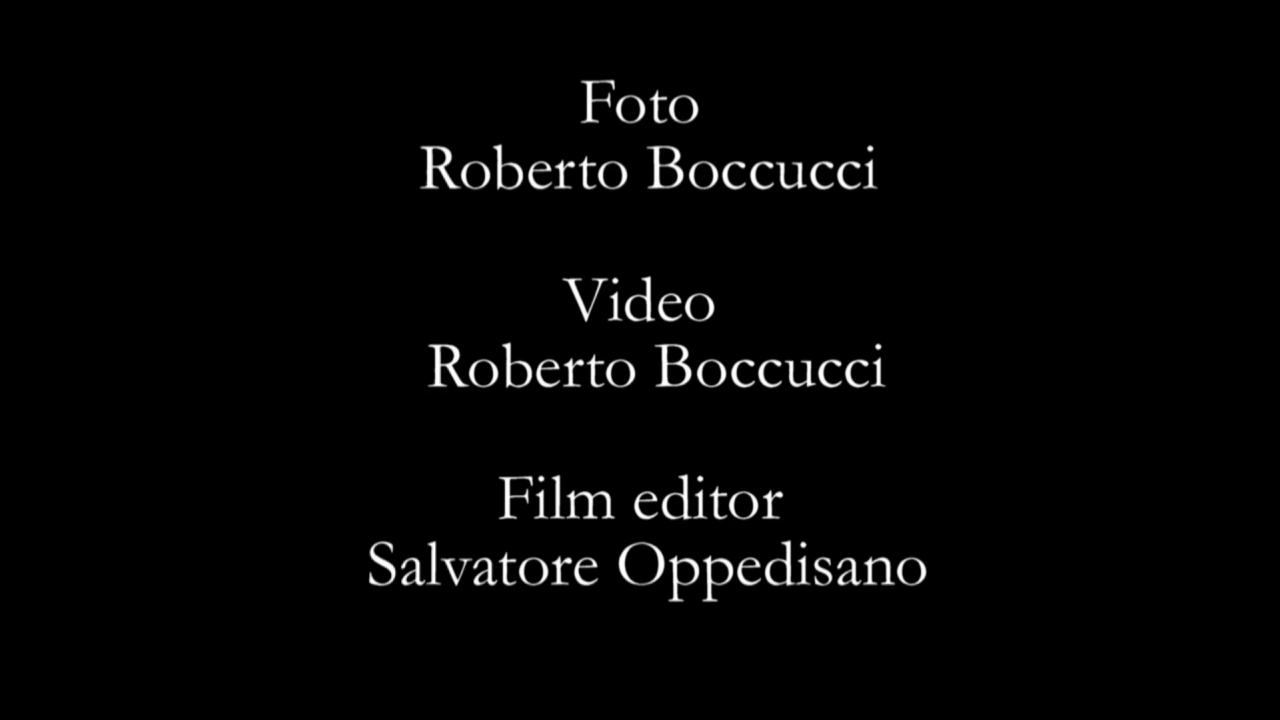 Foto
Roberto Boccucci
Video
Roberto Boccucci
Film editor
Salvatore Oppedisano